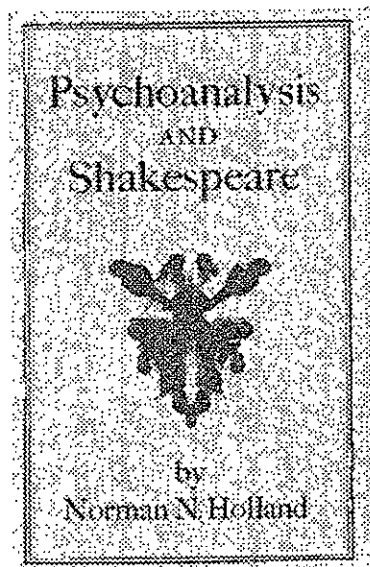 Psychoanalysis
AND
Shakespeare
by
Norman N. Holland